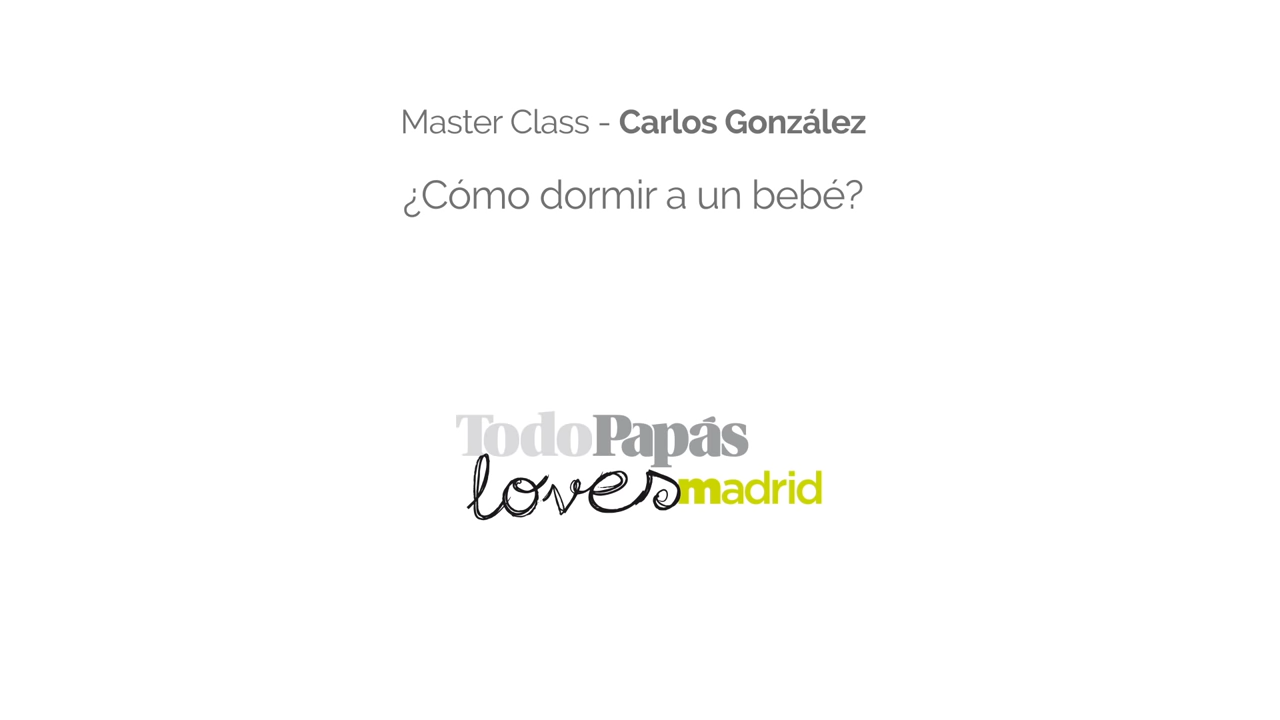 Master Class - Carlos González
¿Cómo dormir a un bebé?
TodoPapás
lovesmadrid